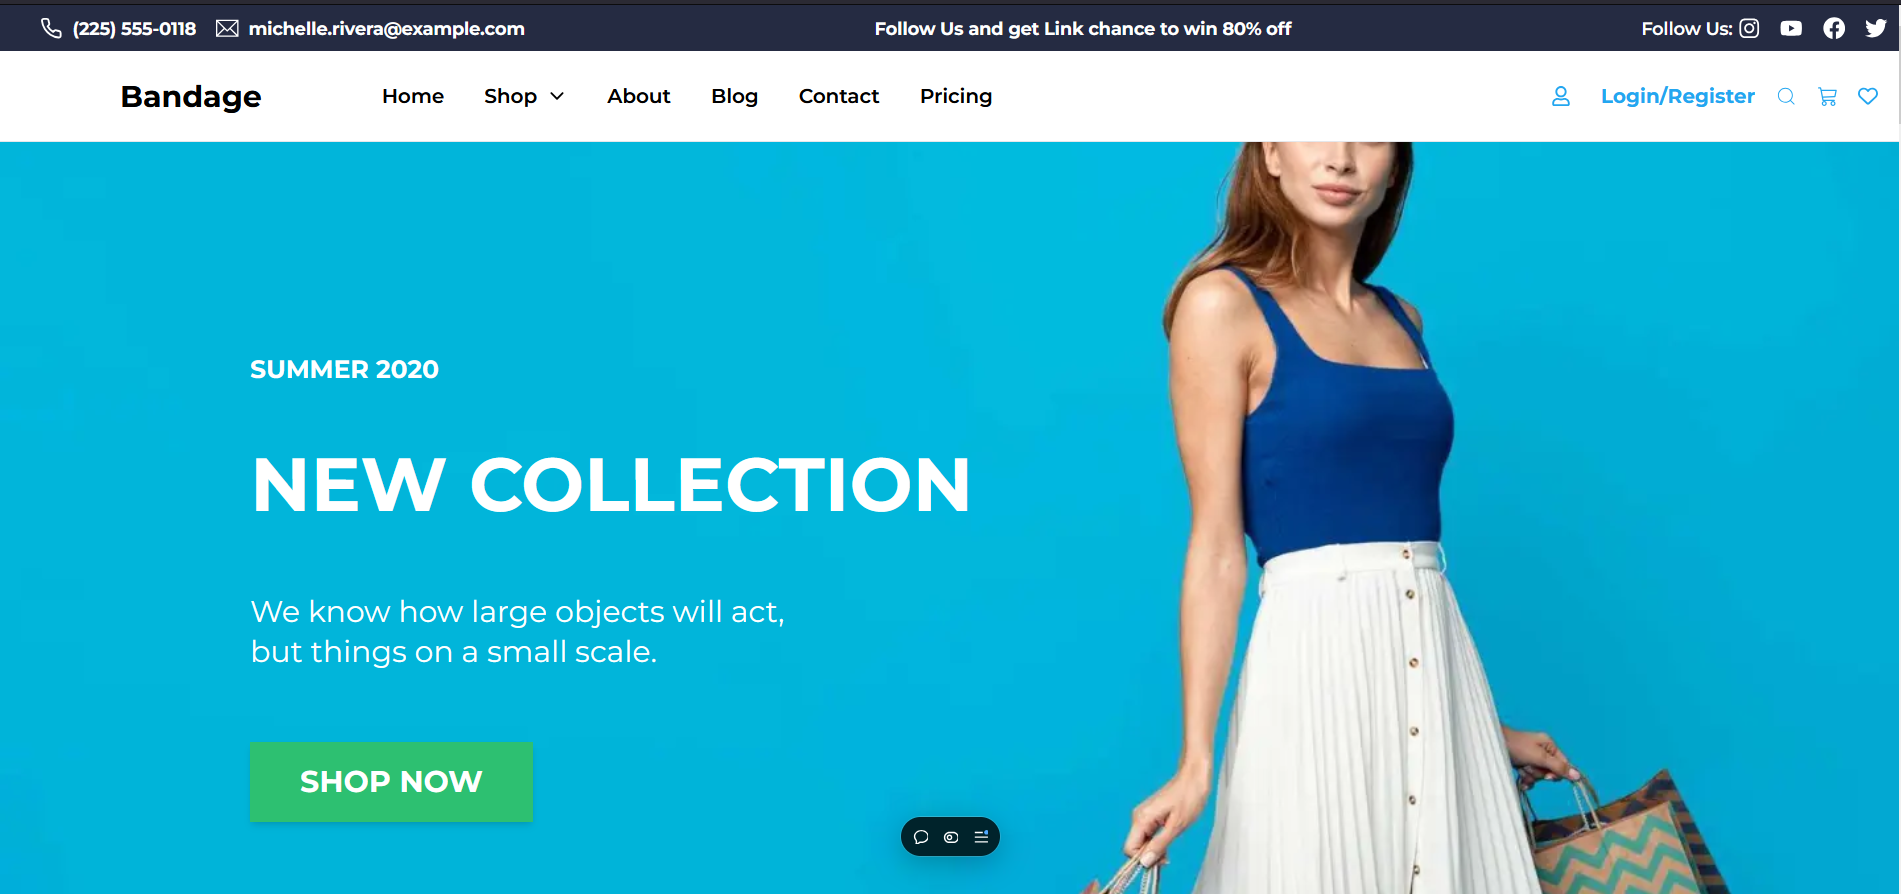 (225) 555-0118 michelle.rivera@example.com Follow Us and get Link chance to win 80% off Follow Us:
Bandage Home Shop About Blog Contact Pricing Login/Register
SUMMER 2020
NEW COLLECTION
We know how large objects will act,
but things on a small scale.
SHOP NOW